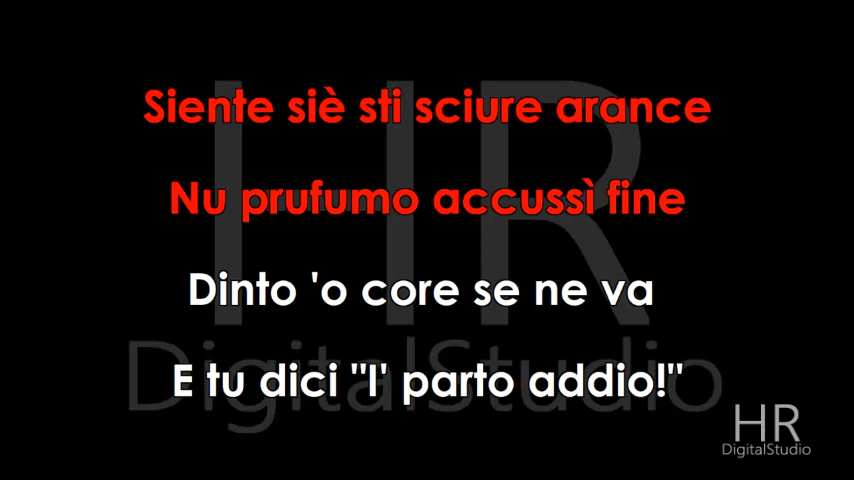 Siente siè sti sciure arance
Nu prufumo accussì fine
Dinto 'o core se ne va
E tu dici "I' parto addio!"
HR
DigitalStudio
HR
DigitalStudio